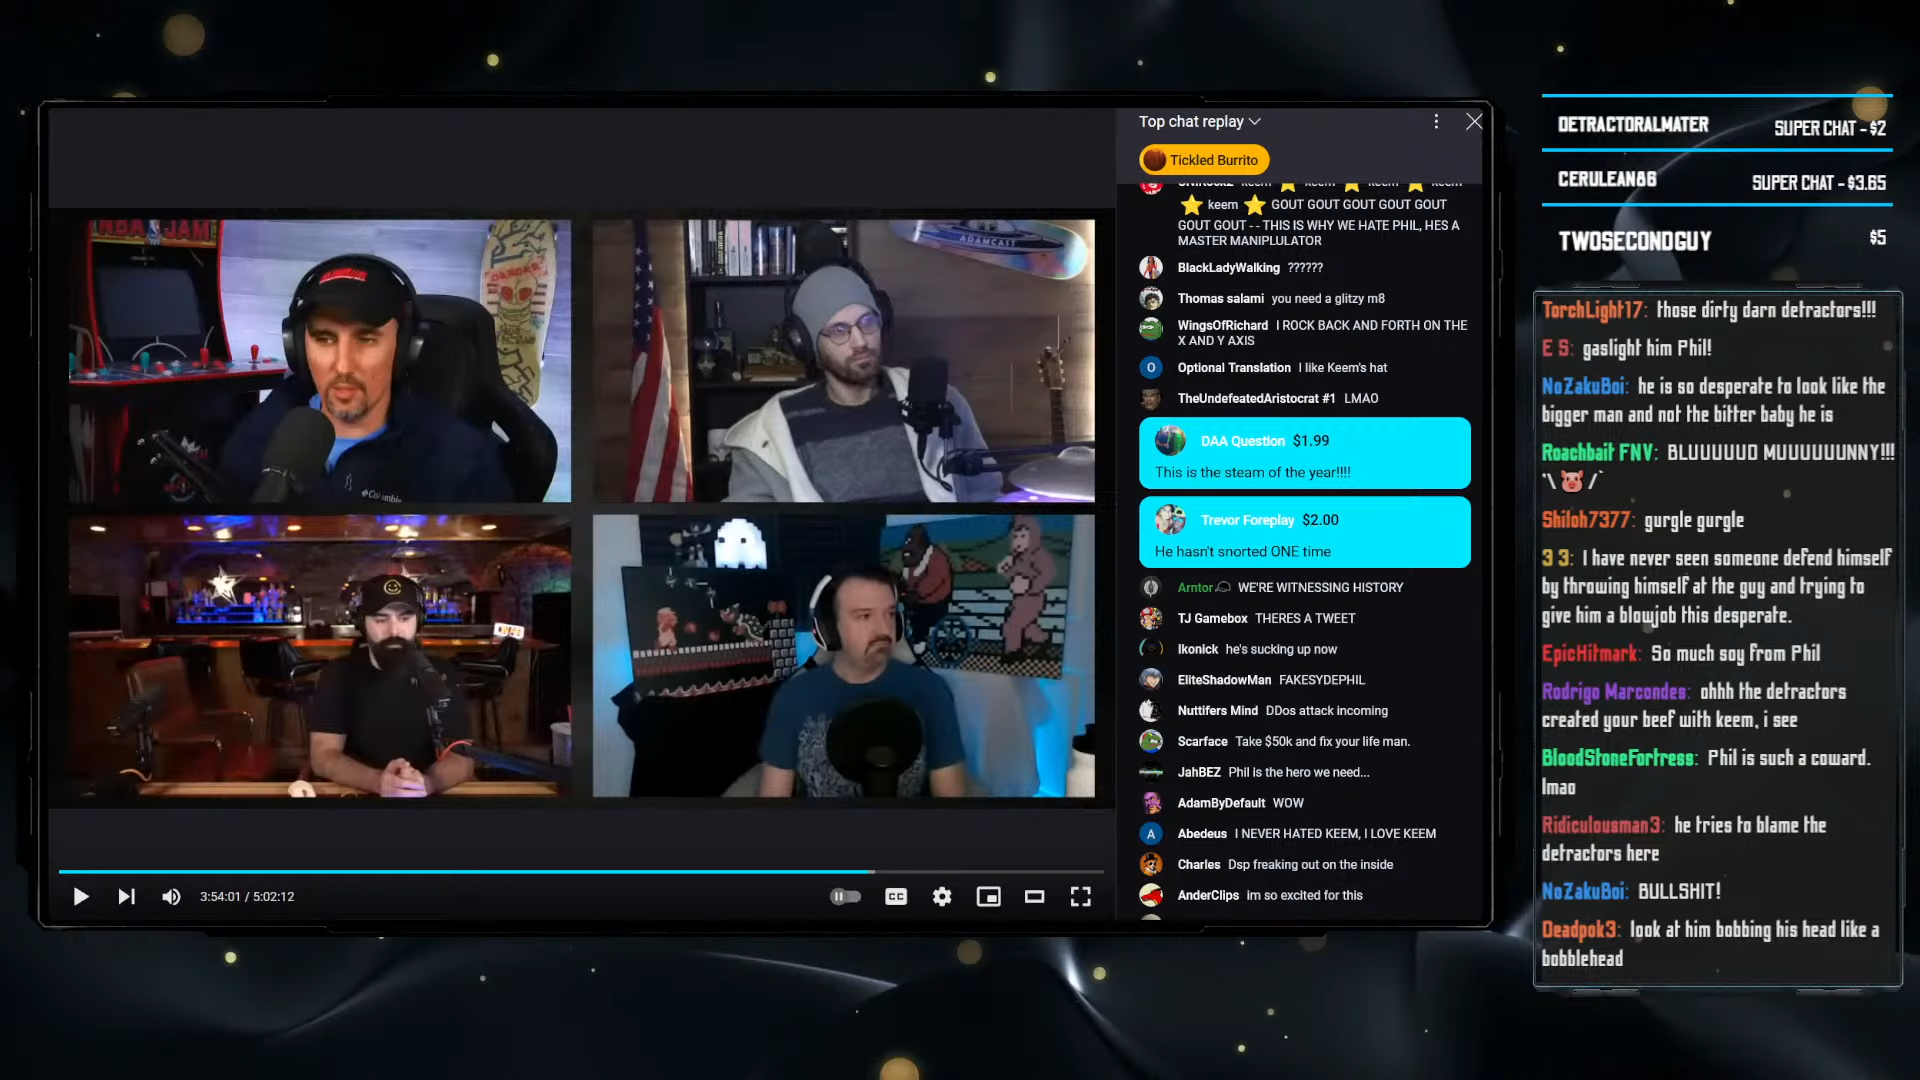 NBA JAM
ADAMCAST
Columbia
Top chat replay
Tickled Burrito
keem keem keem keem
keem GOUT GOUT GOUT GOUT GOUT
GOUT GOUT - - THIS IS WHY WE HATE PHIL, HES A
MASTER MANIPLULATOR
BlackLadyWalking ??????
Thomas salami you need a glitzy m8
WingsOfRichard I ROCK BACK AND FORTH ON THE
X AND Y AXIS
O Optional Translation I like Keem's hat
TheUndefeatedAristocrat #1 LMAO
DAA Question $1.99
This is the steam of the year!!!!
Trevor Foreplay $2.00
He hasn't snorted ONE time
Arntor WE'RE WITNESSING HISTORY
TJ Gamebox THERES A TWEET
Ikonick he's sucking up now
EliteShadowMan FAKESYDEPHIL
Nuttifers Mind DDos attack incoming
Scarface Take $50k and fix your life man.
JahBEZ Phil is the hero we need...
AdamByDefault WOW
A Abedeus I NEVER HATED KEEM, I LOVE KEEM
Charles Dsp freaking out on the inside
AnderClips im so excited for this
3:54:01 / 5:02:12
CC
DETRACTORALMATER SUPER CHAT - $2
CERULEAN86 SUPER CHAT - $3.65
TWOSECONDGUY $5
TorchLight17: those dirty darn detractors!!!
E S: gaslight him Phil!
NoZakuBoi: he is so desperate to look like the
bigger man and not the bitter baby he is
Roachbait FNV: BLUUUUUD MUUUUUUNNY!!!
`\🐷/`
Shiloh7377: gurgle gurgle
3 3: I have never seen someone defend himself
by throwing himself at the guy and trying to
give him a blowjob this desperate.
EpicHitmark: So much soy from Phil
Rodrigo Marcondes: ohhh the detractors
created your beef with keem, i see
BloodStoneFortress: Phil is such a coward.
lmao
Ridiculousman3: he tries to blame the
detractors here
NoZakuBoi: BULLSHIT!
Deadpok3: look at him bobbing his head like a
bobblehead